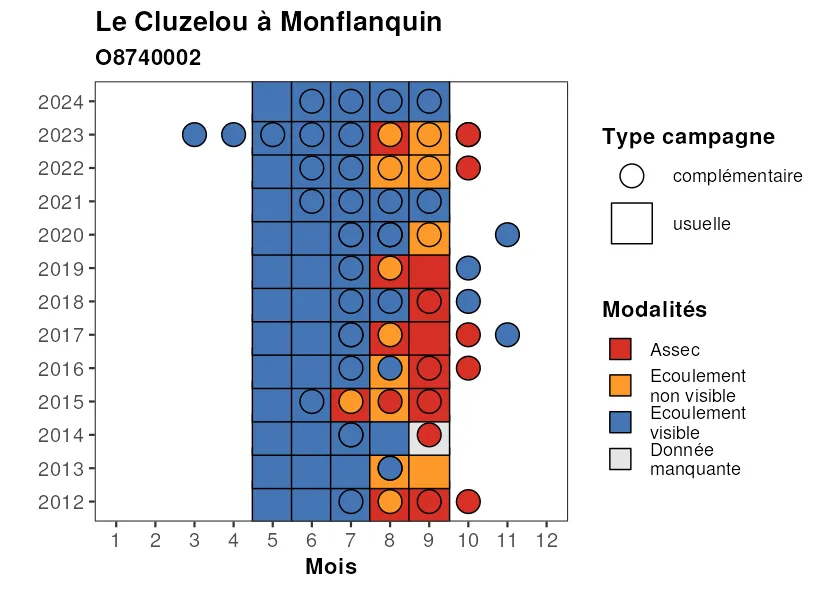 Le Cluzelou à Monflanquin
O8740002
2024
2023
2022
2021
2020
2019
2018
2017
2016
2015
2014
2013
2012
1 2 3 4 5 6 7 8 9 10 11 12
Mois
Type campagne
complémentaire
usuelle
Modalités
Assec
Ecoulement
non visible
Ecoulement
visible
Donnée
manquante